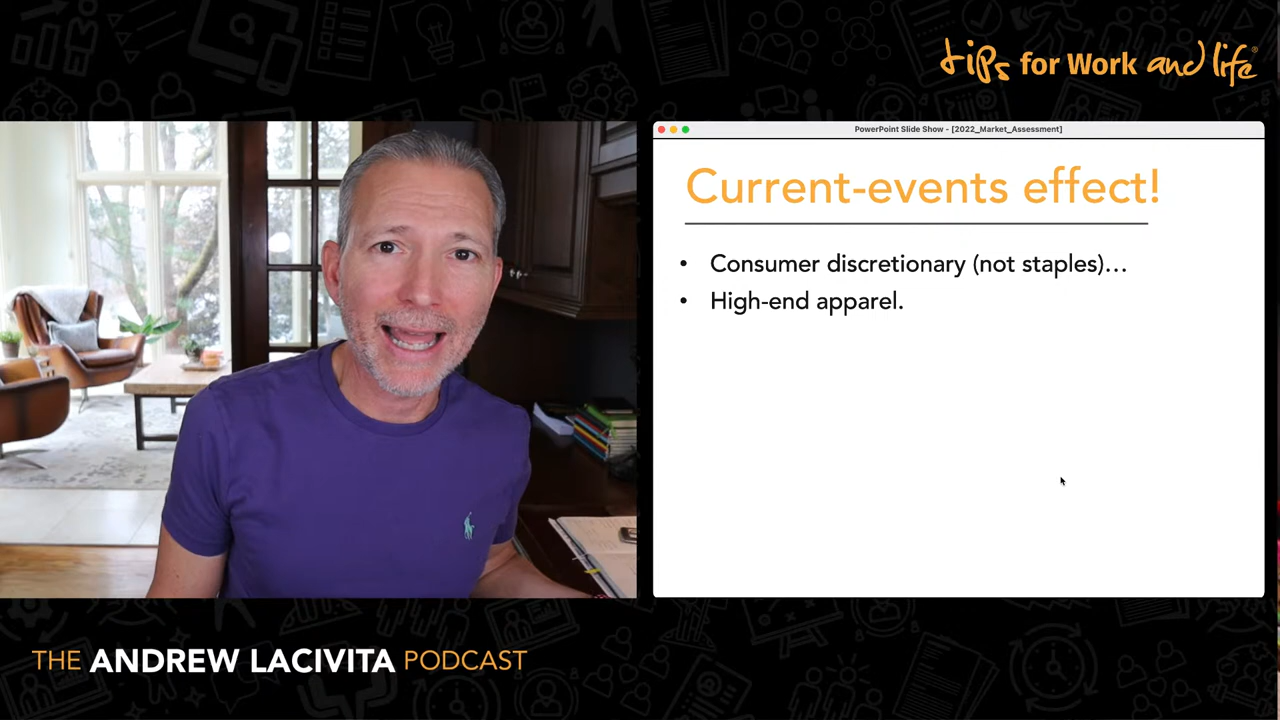 tips for Work and life®
PowerPoint Slide Show - [2022_Market_Assessment]
Current-events effect!
• Consumer discretionary (not staples)…
• High-end apparel.
THE ANDREW LACIVITA PODCAST